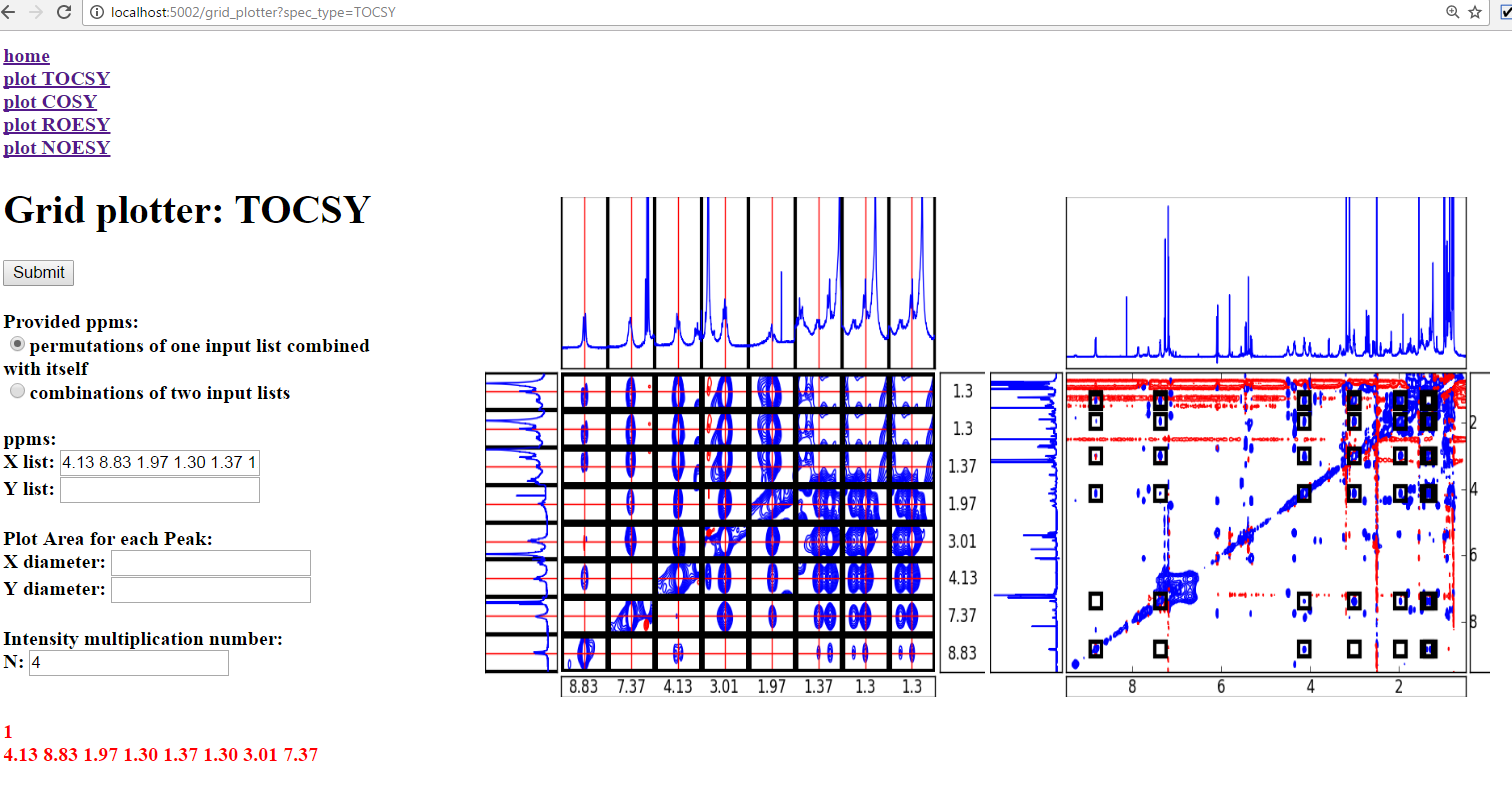 localhost:5002/grid_plotter?spec_type=TOCSY
home
plot TOCSY
plot COSY
plot ROESY
plot NOESY
Grid plotter: TOCSY
Submit
Provided ppms:
permutations of one input list combined
with itself
combinations of two input lists
ppms:
X list: 4.13 8.83 1.97 1.30 1.37 1
Y list:
Plot Area for each Peak:
X diameter:
Y diameter:
Intensity multiplication number:
N: 4
1
4.13 8.83 1.97 1.30 1.37 1.30 3.01 7.37
1.3
1.3
1.37
1.97
3.01
4.13
7.37
8.83
8.83 7.37 4.13 3.01 1.97 1.37 1.3 1.3
2
4
6
8
8 6 4 2